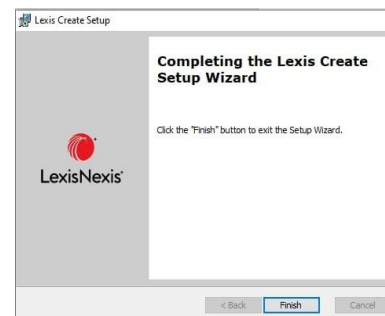 Lexis Create Setup
Completing the Lexis Create
Setup Wizard
Click the "Finish" button to exit the Setup Wizard.
LexisNexis®
< Back Finish Cancel